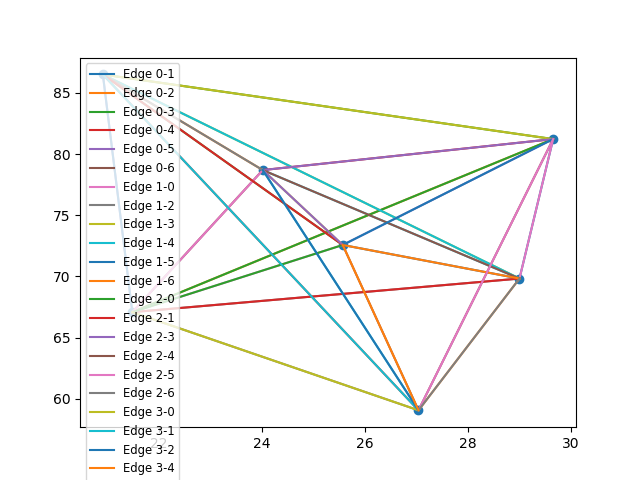 Edge 0-1
Edge 0-2
Edge 0-3
Edge 0-4
Edge 0-5
Edge 0-6
Edge 1-0
Edge 1-2
Edge 1-3
Edge 1-4
Edge 1-5
Edge 1-6
Edge 2-0
Edge 2-1
Edge 2-3
Edge 2-4
Edge 2-5
Edge 2-6
Edge 3-0
Edge 3-1
Edge 3-2
Edge 3-4
85
80
75
70
65
60
22 24 26 28 30